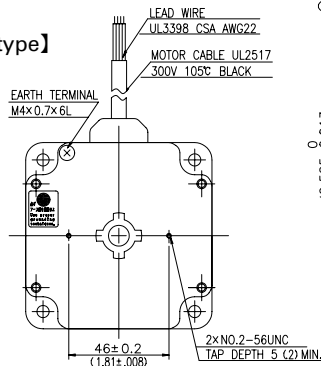 LEAD WIRE
UL3398 CSA AWG22
type】
MOTOR CABLE UL2517
300V 105℃ BLACK
EARTH TERMINAL
M4×0.7×6L
0
46±0.2
(1.81±.008)
2×NO.2-56UNC
TAP DEPTH 5 (.2) MIN.